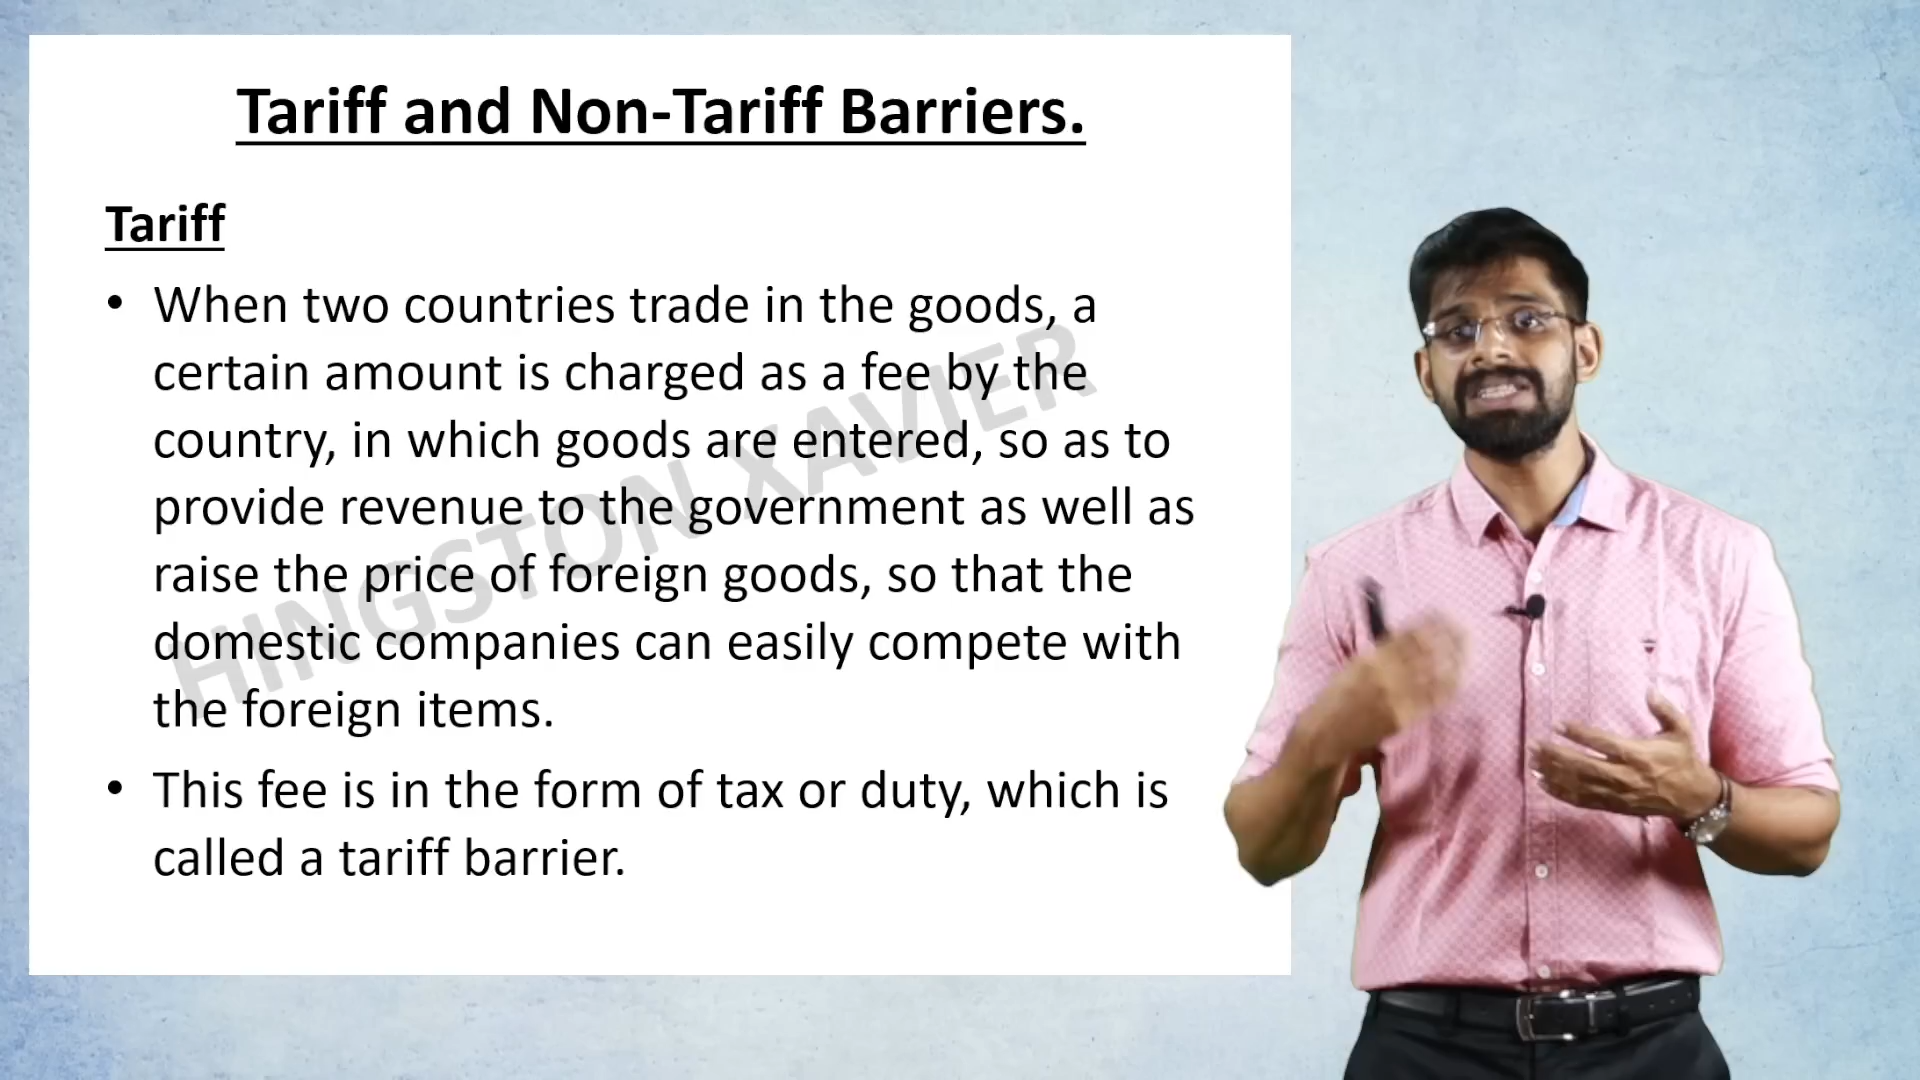 Tariff and Non-Tariff Barriers.
Tariff
• When two countries trade in the goods, a
certain amount is charged as a fee by the
country, in which goods are entered, so as to
provide revenue to the government as well as
raise the price of foreign goods, so that the
domestic companies can easily compete with
the foreign items.
• This fee is in the form of tax or duty, which is
called a tariff barrier.
HINGSTON XAVIER